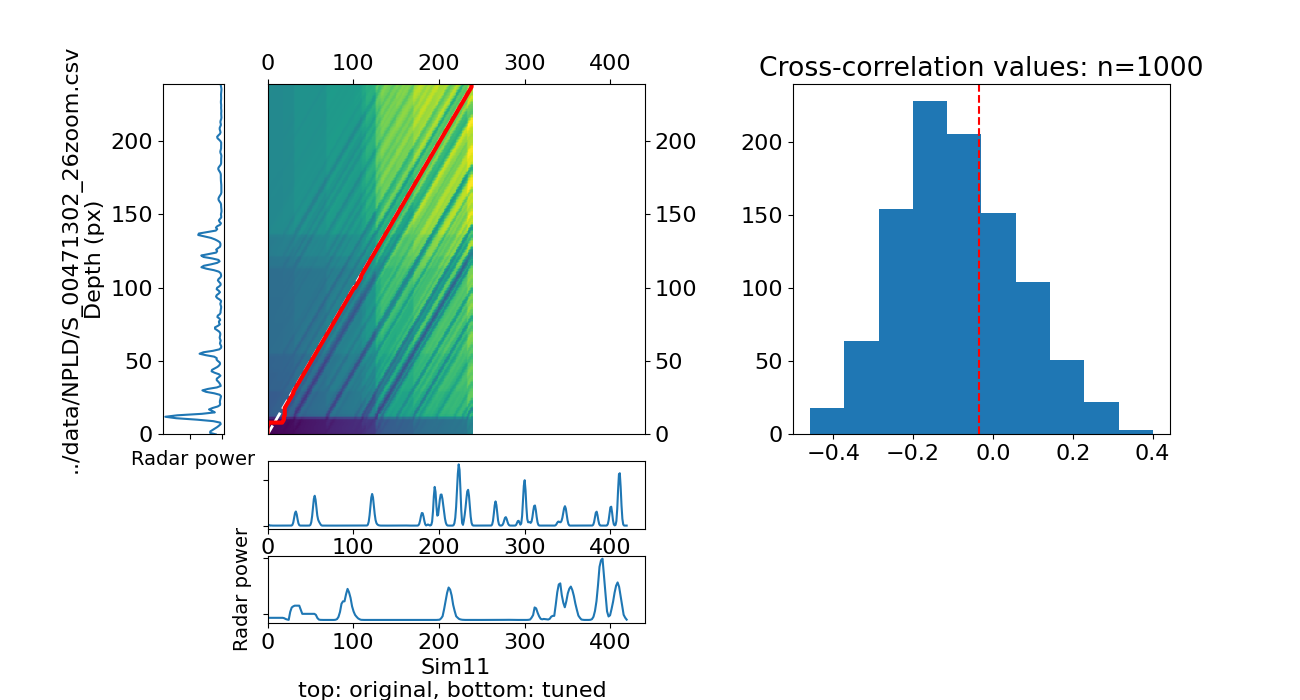 ../data/NPLD/S_00471302_26zoom.csv
Depth (px)
0 50 100 150 200
Radar power
0 100 200 300 400
0 50 100 150 200
0 100 200 300 400
Radar power
0 100 200 300 400
Sim11
top: original, bottom: tuned
Cross-correlation values: n=1000
0 50 100 150 200
−0.4 −0.2 0.0 0.2 0.4